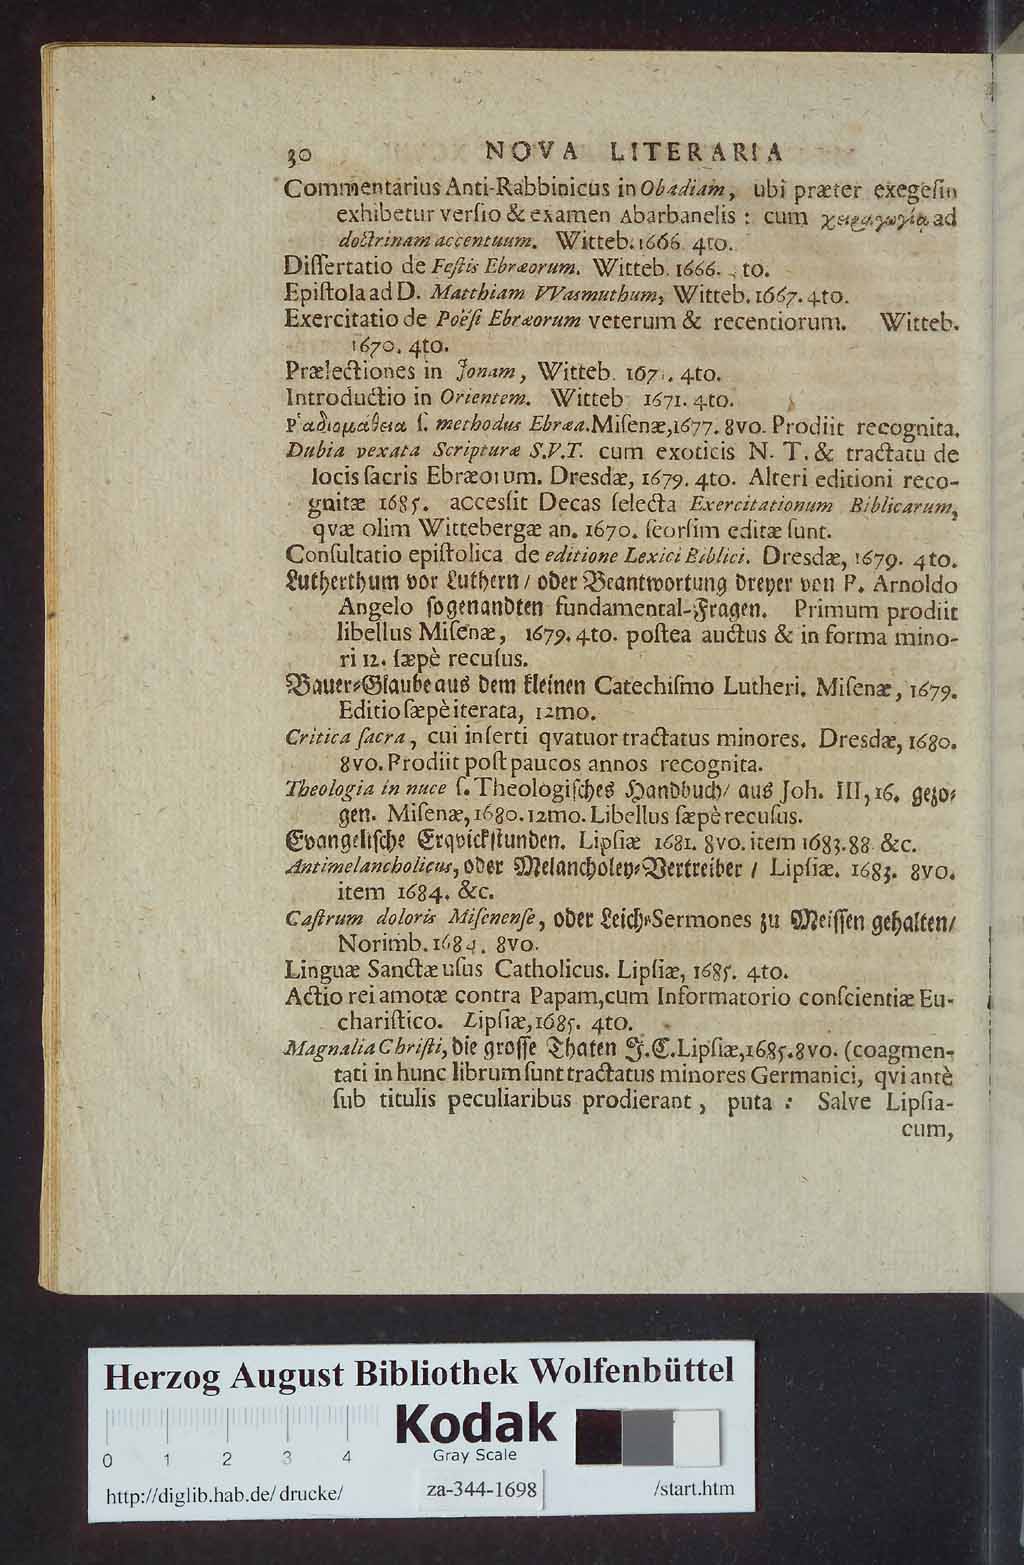 30 NOVA LITERARIA
Commentarius Anti-Rabbinicus in Obadiam, ubi præter exegeſin
exhibetur verſio & examen Abarbanelis : cum χειραγωγίᾳ ad
doctrinam accentuum. Witteb. 1666. 4to.
Diſſertatio de Feſtis Ebræorum. Witteb. 1666. to.
Epiſtola ad D. Matthiam VVasmuthum, Witteb. 1667. 4to.
Exercitatio de Poëſi Ebræorum veterum & recentiorum. Witteb.
1670. 4to.
Prælectiones in Jonam, Witteb. 4to.
Introductio in Orientem. Witteb 1671. 4to.
Ῥαδιομάθεια ſ. methodus Ebræa. Miſenæ, 1677. 8vo. Prodiit recognita.
Dubia vexata Scripturæ S.V.T. cum exoticis N. T. & tractatu de
locis ſacris Ebræorum. Dresdæ, 1679. 4to. Alteri editioni reco-
gnitæ 1685. accesſit Decas ſelecta Exercitationum Biblicarum,
qvæ olim Wittebergæ an. 1670. ſeorſim editæ ſunt.
Conſultatio epiſtolica de editione Lexici Biblici. Dresdæ, 1679. 4to.
Lutherthum vor Luthern / oder Beantwortung dreyer von P. Arnoldo
Angelo ſogenandten fundamental-Fragen. Primum prodiit
libellus Miſenæ, 1679. 4to. poſtea auctus & in forma mino-
ri 12. ſæpè recuſus.
Bauer-Glaube aus dem kleinen Catechiſmo Lutheri. Miſenæ, 1679.
Editio ſæpè iterata, 12mo.
Critica ſacra, cui inſerti qvatuor tractatus minores. Dresdæ, 1680.
8vo. Prodiit poſt paucos annos recognita.
Theologia in nuce ſ. Theologiſches Handbuch / aus Joh. III, 16. gezo-
gen. Miſenæ, 1680. 12mo. Libellus ſæpè recuſus.
Evangeliſche Erqvickſtunden. Lipſiæ 1681. 8vo. item 1683. 88 &c.
Antimelancholicus, oder Melancholey-Vertreiber / Lipſiæ. 1683. 8vo.
item 1684. &c.
Caſtrum doloris Miſenenſe, oder Leich-Sermones zu Meiſſen gehalten /
Norimb. 1684. 8vo.
Linguæ Sanctæ uſus Catholicus. Lipſiæ, 1685. 4to.
Actio rei amotæ contra Papam, cum Informatorio conſcientiæ Eu-
chariſtico. Lipſiæ, 1685. 4to.
Magnalia Chriſti, die groſſe Thaten J. C. Lipſiæ, 1685. 8vo. (coagmen-
tati in hunc librum ſunt tractatus minores Germanici, qvi antè
ſub titulis peculiaribus prodierant, puta : Salve Lipſia-
cum,
Herzog August Bibliothek Wolfenbüttel
Kodak
Gray Scale
0 1 2 3 4
http://diglib.hab.de/drucke/ za-344-1698 /start.htm